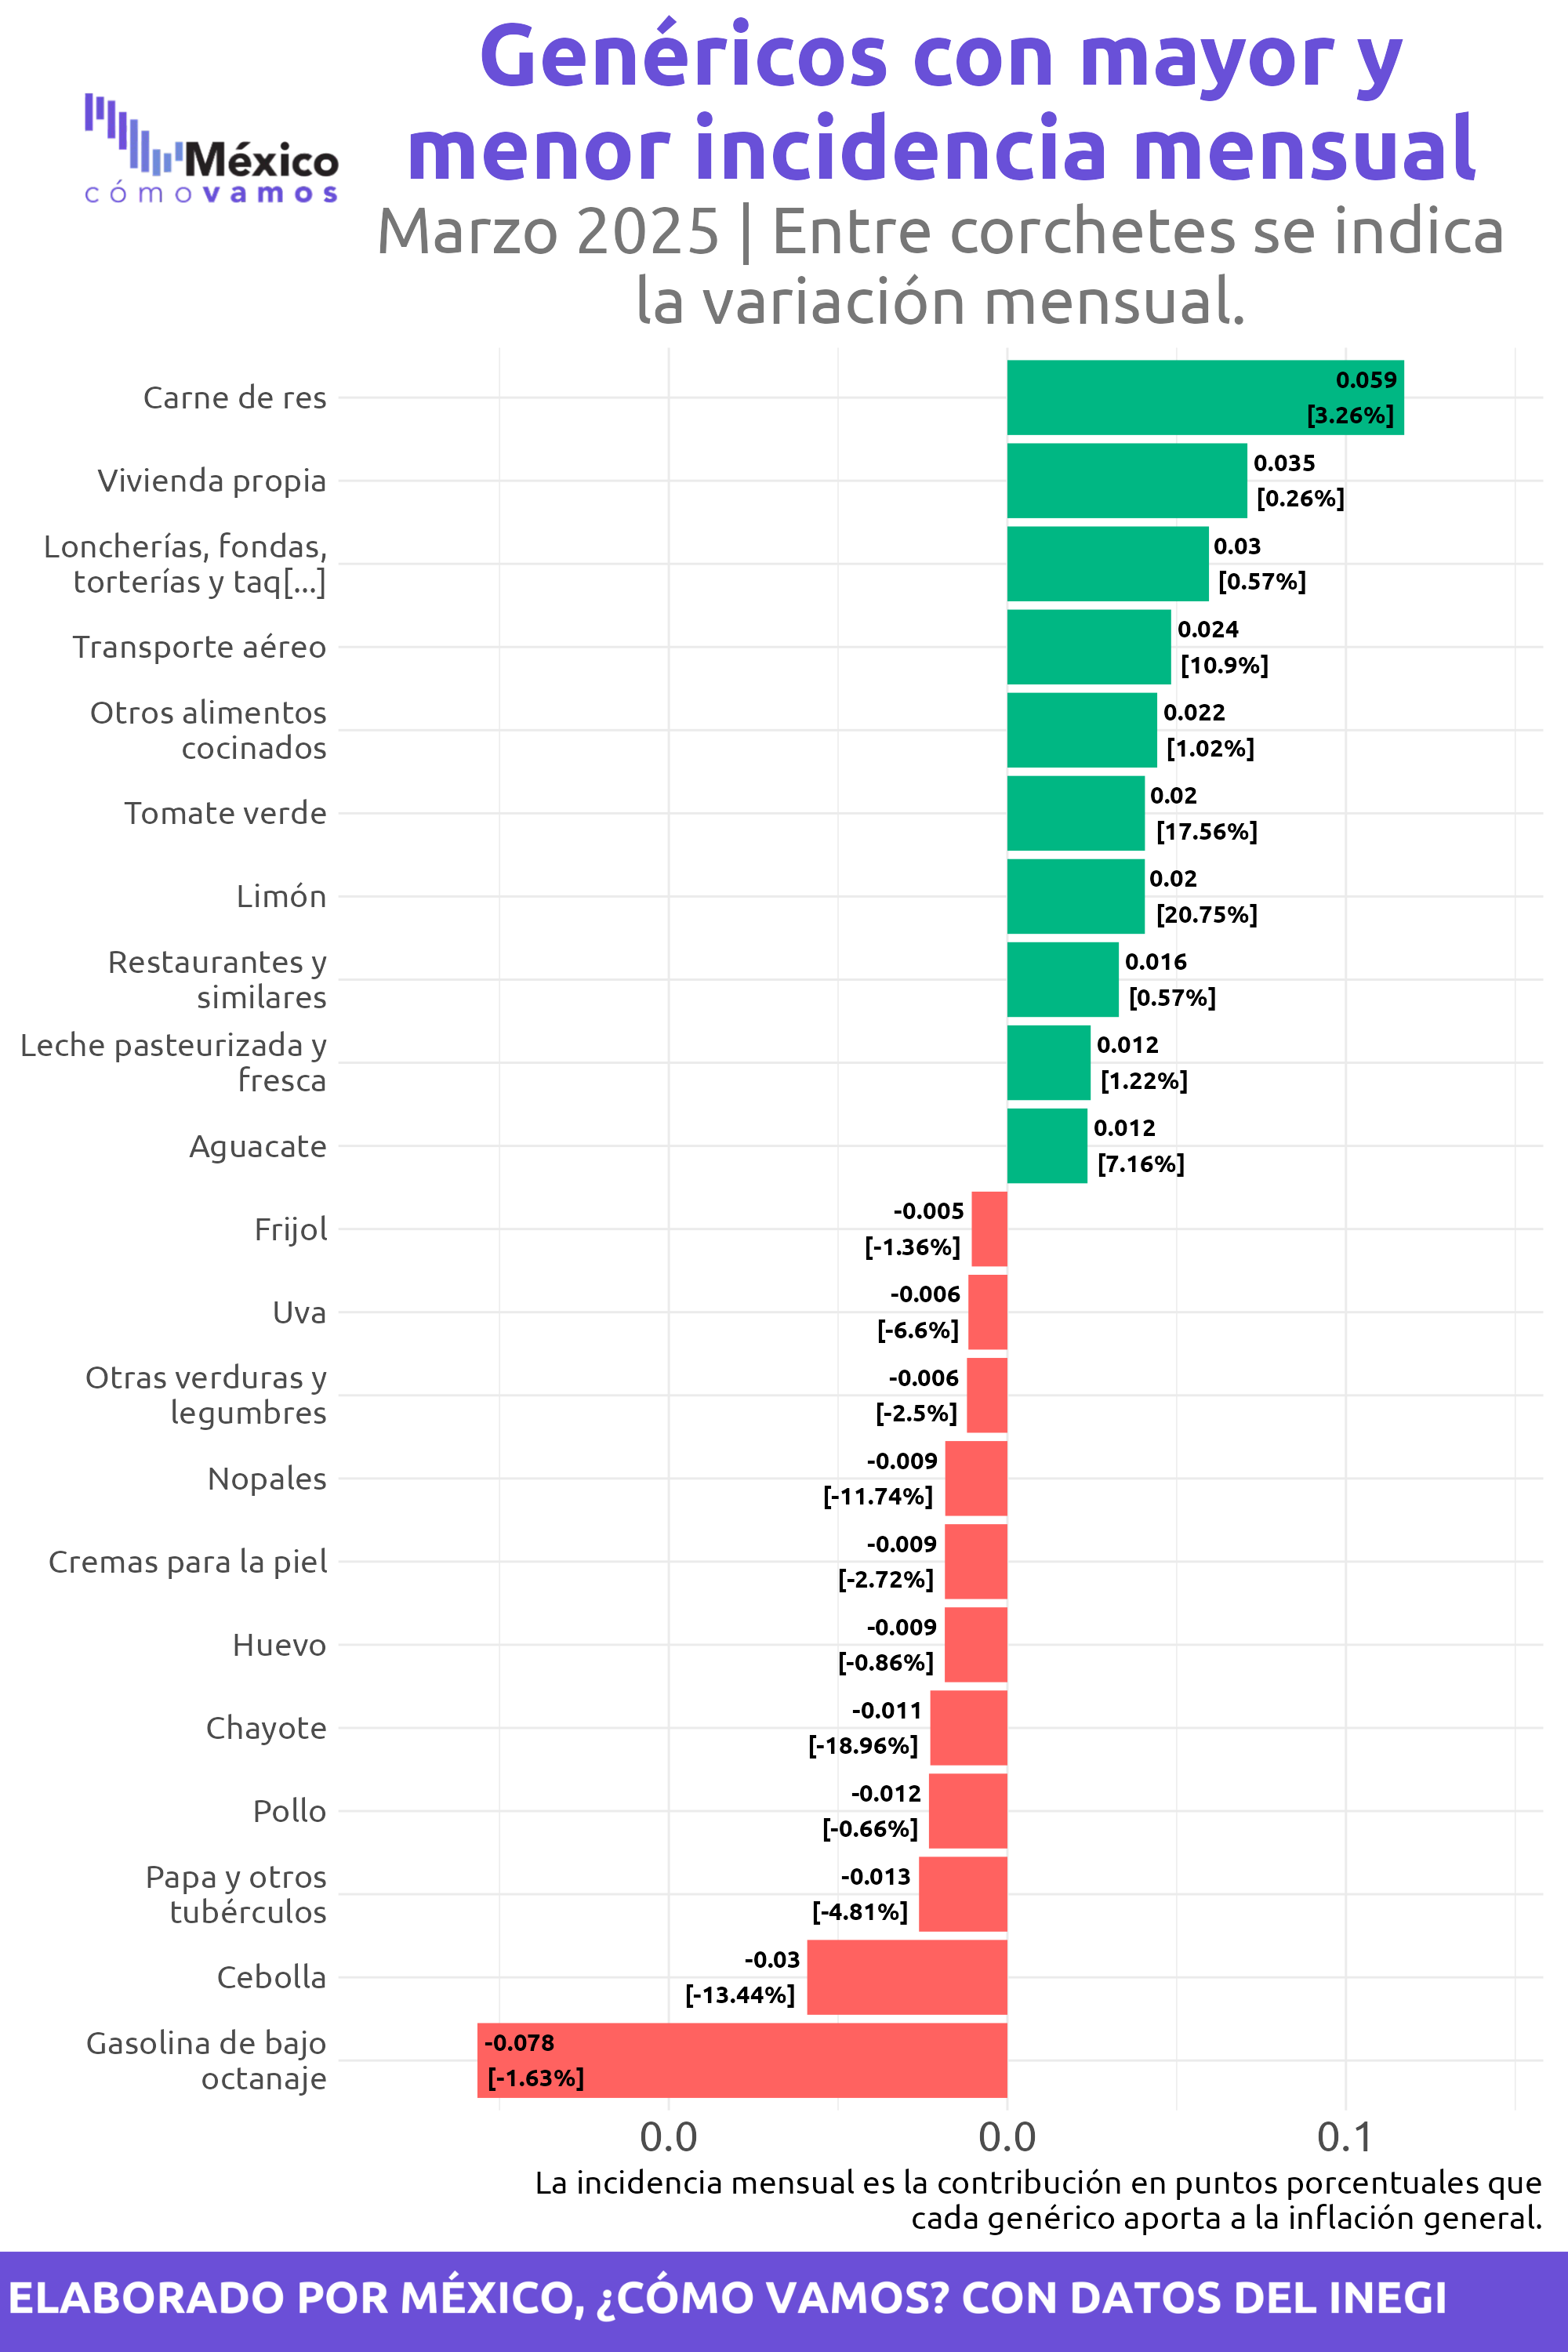 Genéricos con mayor y
menor incidencia mensual
México
cómovamos
Marzo 2025 | Entre corchetes se indica
la variación mensual.
Carne de res
0.059
[3.26%]
Vivienda propia
0.035
[0.26%]
Loncherías, fondas,
torterías y taq[...]
0.03
[0.57%]
Transporte aéreo
0.024
[10.9%]
Otros alimentos
cocinados
0.022
[1.02%]
Tomate verde
0.02
[17.56%]
Limón
0.02
[20.75%]
Restaurantes y
similares
0.016
[0.57%]
Leche pasteurizada y
fresca
0.012
[1.22%]
Aguacate
0.012
[7.16%]
Frijol
-0.005
[-1.36%]
Uva
-0.006
[-6.6%]
Otras verduras y
legumbres
-0.006
[-2.5%]
Nopales
-0.009
[-11.74%]
Cremas para la piel
-0.009
[-2.72%]
Huevo
-0.009
[-0.86%]
Chayote
-0.011
[-18.96%]
Pollo
-0.012
[-0.66%]
Papa y otros
tubérculos
-0.013
[-4.81%]
Cebolla
-0.03
[-13.44%]
Gasolina de bajo
octanaje
-0.078
[-1.63%]
0.0 0.0 0.1
La incidencia mensual es la contribución en puntos porcentuales que
cada genérico aporta a la inflación general.
ELABORADO POR MÉXICO, ¿CÓMO VAMOS? CON DATOS DEL INEGI